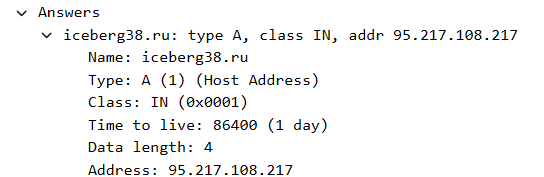 Answers
iceberg38.ru: type A, class IN, addr 95.217.108.217
Name: iceberg38.ru
Type: A (1) (Host Address)
Class: IN (0x0001)
Time to live: 86400 (1 day)
Data length: 4
Address: 95.217.108.217